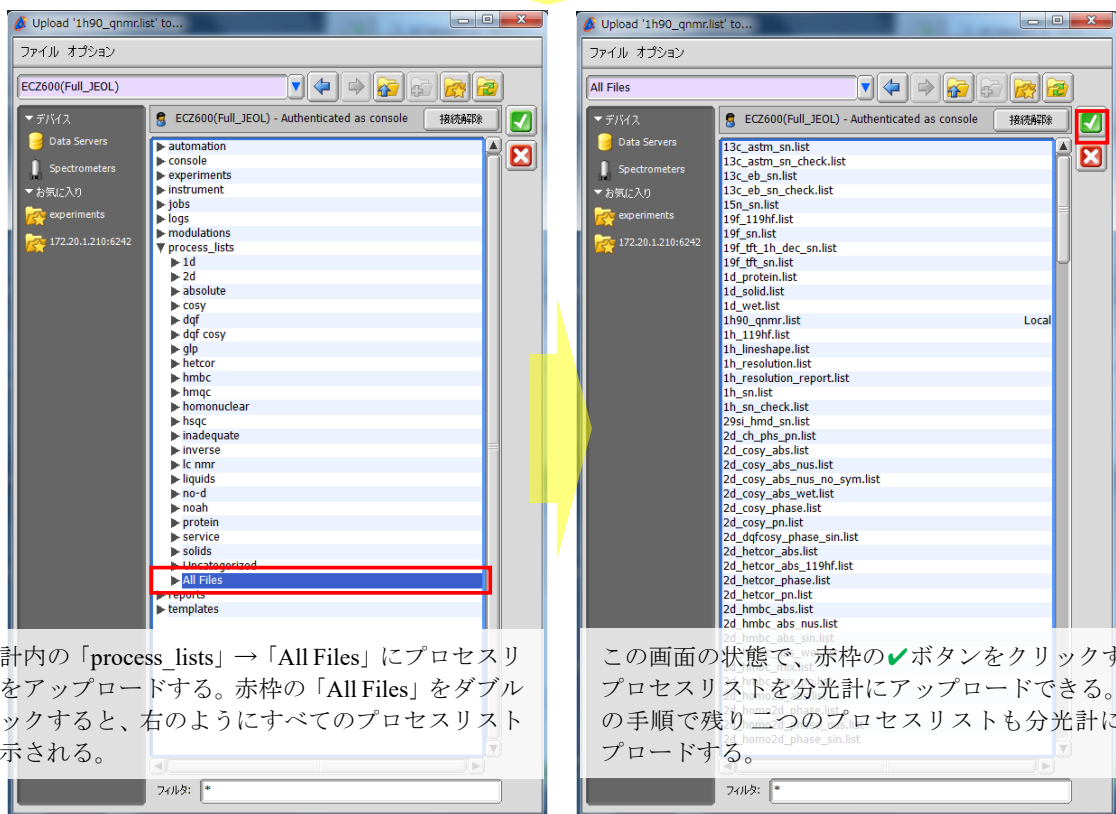 Upload '1h90_qnmr.list' to...
ファイル オプション
ECZ600(Full_JEOL)
▼デバイス
Data Servers
Spectrometers
▼お気に入り
experiments
172.20.1.210:6242
ECZ600(Full_JEOL) - Authenticated as console
接続解除
automation
console
experiments
instrument
jobs
logs
modulations
process_lists
1d
2d
absolute
cosy
dqf
dqf cosy
glp
hetcor
hmbc
hmqc
homonuclear
hsqc
inadequate
inverse
lc nmr
liquids
no-d
noah
protein
service
solids
Uncategorized
All Files
reports
templates
計内の「process_lists」→「All Files」にプロセスリ
をアップロードする。赤枠の「All Files」をダブル
ックすると、右のようにすべてのプロセスリスト
示される。
フィルタ: *
Upload '1h90_qnmr.list' to...
ファイル オプション
All Files
▼デバイス
Data Servers
Spectrometers
▼お気に入り
experiments
172.20.1.210:6242
ECZ600(Full_JEOL) - Authenticated as console
接続解除
13c_astm_sn.list
13c_astm_sn_check.list
13c_eb_sn.list
13c_eb_sn_check.list
15n_sn.list
19f_119hf.list
19f_sn.list
19f_tft_1h_dec_sn.list
19f_tft_sn.list
1d_protein.list
1d_solid.list
1d_wet.list
1h90_qnmr.list Local
1h_119hf.list
1h_lineshape.list
1h_resolution.list
1h_resolution_report.list
1h_sn.list
1h_sn_check.list
29si_hmd_sn.list
2d_ch_phs_pn.list
2d_cosy_abs.list
2d_cosy_abs_nus.list
2d_cosy_abs_nus_no_sym.list
2d_cosy_abs_wet.list
2d_cosy_phase.list
2d_cosy_pn.list
2d_dqfcosy_phase_sin.list
2d_hetcor_abs.list
2d_hetcor_abs_119hf.list
2d_hetcor_phase.list
2d_hetcor_pn.list
2d_hmbc_abs.list
2d_hmbc_abs_nus.list
2d_hmbc_abs_sin.list
この画面の状態で、赤枠の✔ボタンをクリックす
プロセスリストを分光計にアップロードできる。
の手順で残り二つのプロセスリストも分光計に
プロードする。
2d_homo2d_phase_sin.list
フィルタ: *